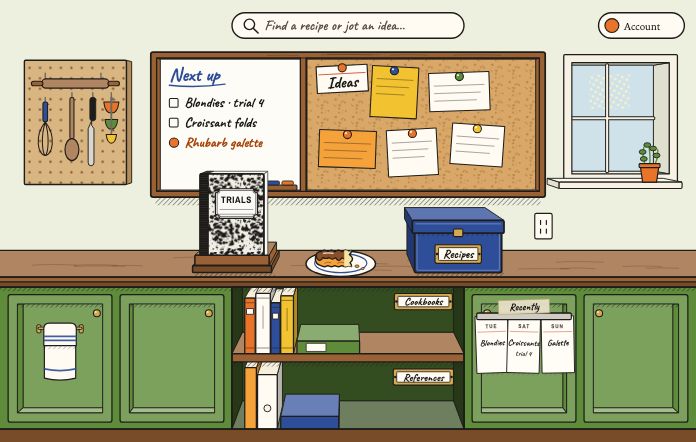 Find a recipe or jot an idea...
Account
Next up
Blondies · trial 4
Croissant folds
Rhubarb galette
Ideas
TRIALS
Recipes
Cookbooks
References
Recently
TUE
Blondies
SAT
Croissants
trial 4
SUN
Galette